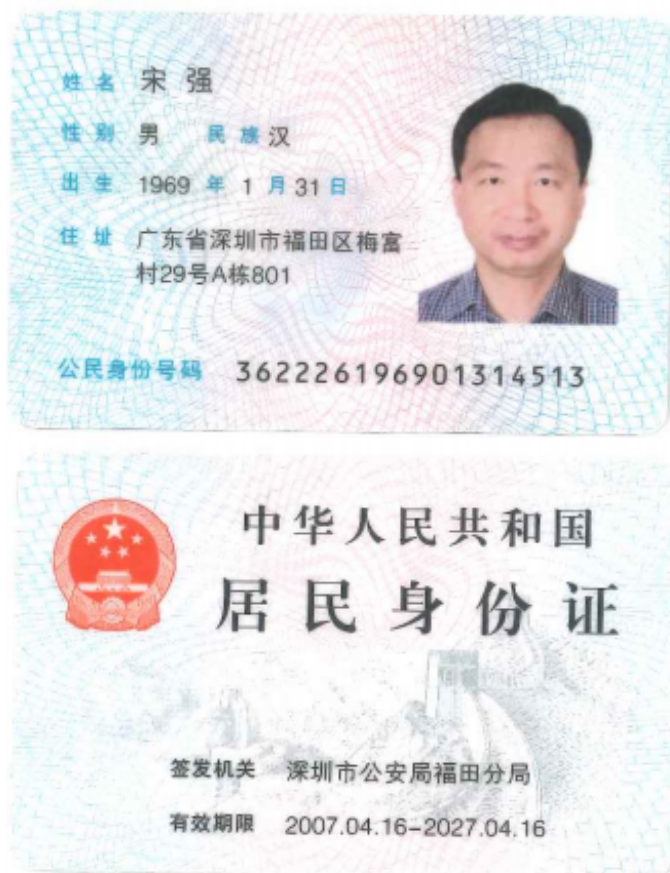 姓名 宋强
性别 男 民族 汉
出生 1969 年 1 月 31 日
住址 广东省深圳市福田区梅富
村29号A栋801
公民身份号码 362226196901314513
中华人民共和国
居民身份证
签发机关 深圳市公安局福田分局
有效期限 2007.04.16-2027.04.16